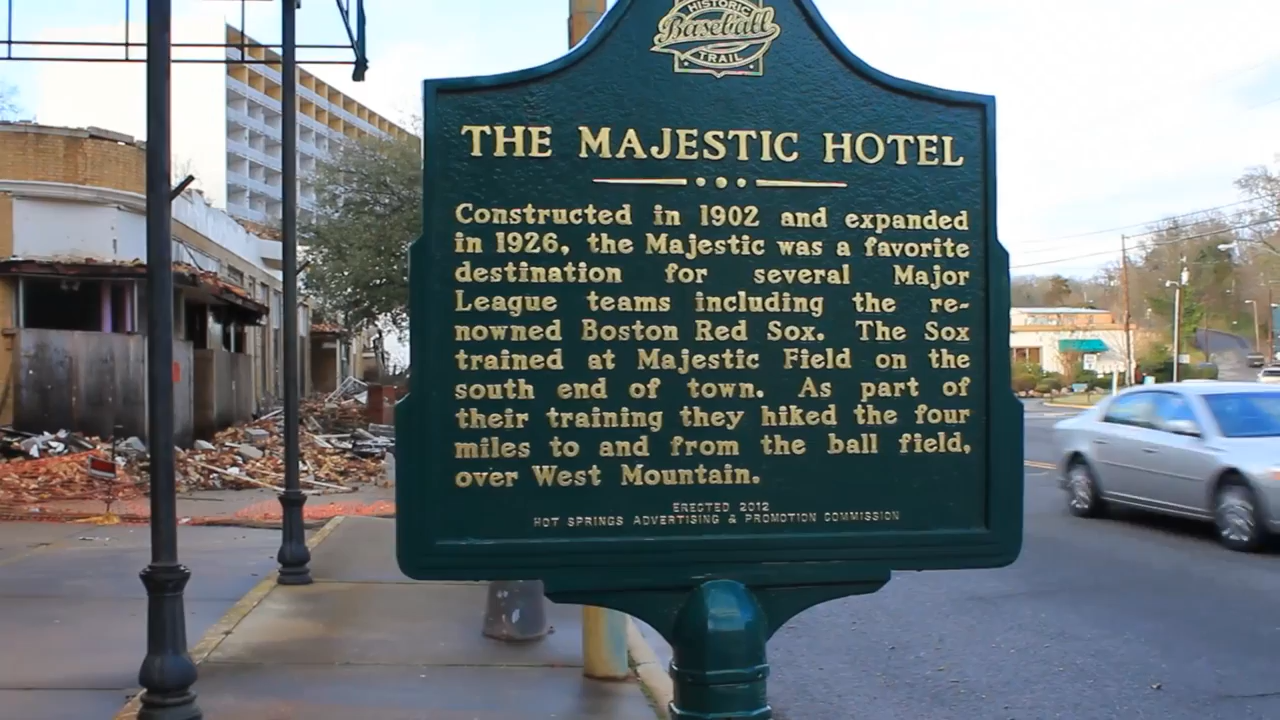 HISTORIC
Baseball
TRAIL
THE MAJESTIC HOTEL
Constructed in 1902 and expanded
in 1926, the Majestic was a favorite
destination for several Major
League teams including the re-
nowned Boston Red Sox. The Sox
trained at Majestic Field on the
south end of town. As part of
their training they hiked the four
miles to and from the ball field,
over West Mountain.
ERECTED 2012
HOT SPRINGS ADVERTISING & PROMOTION COMMISSION